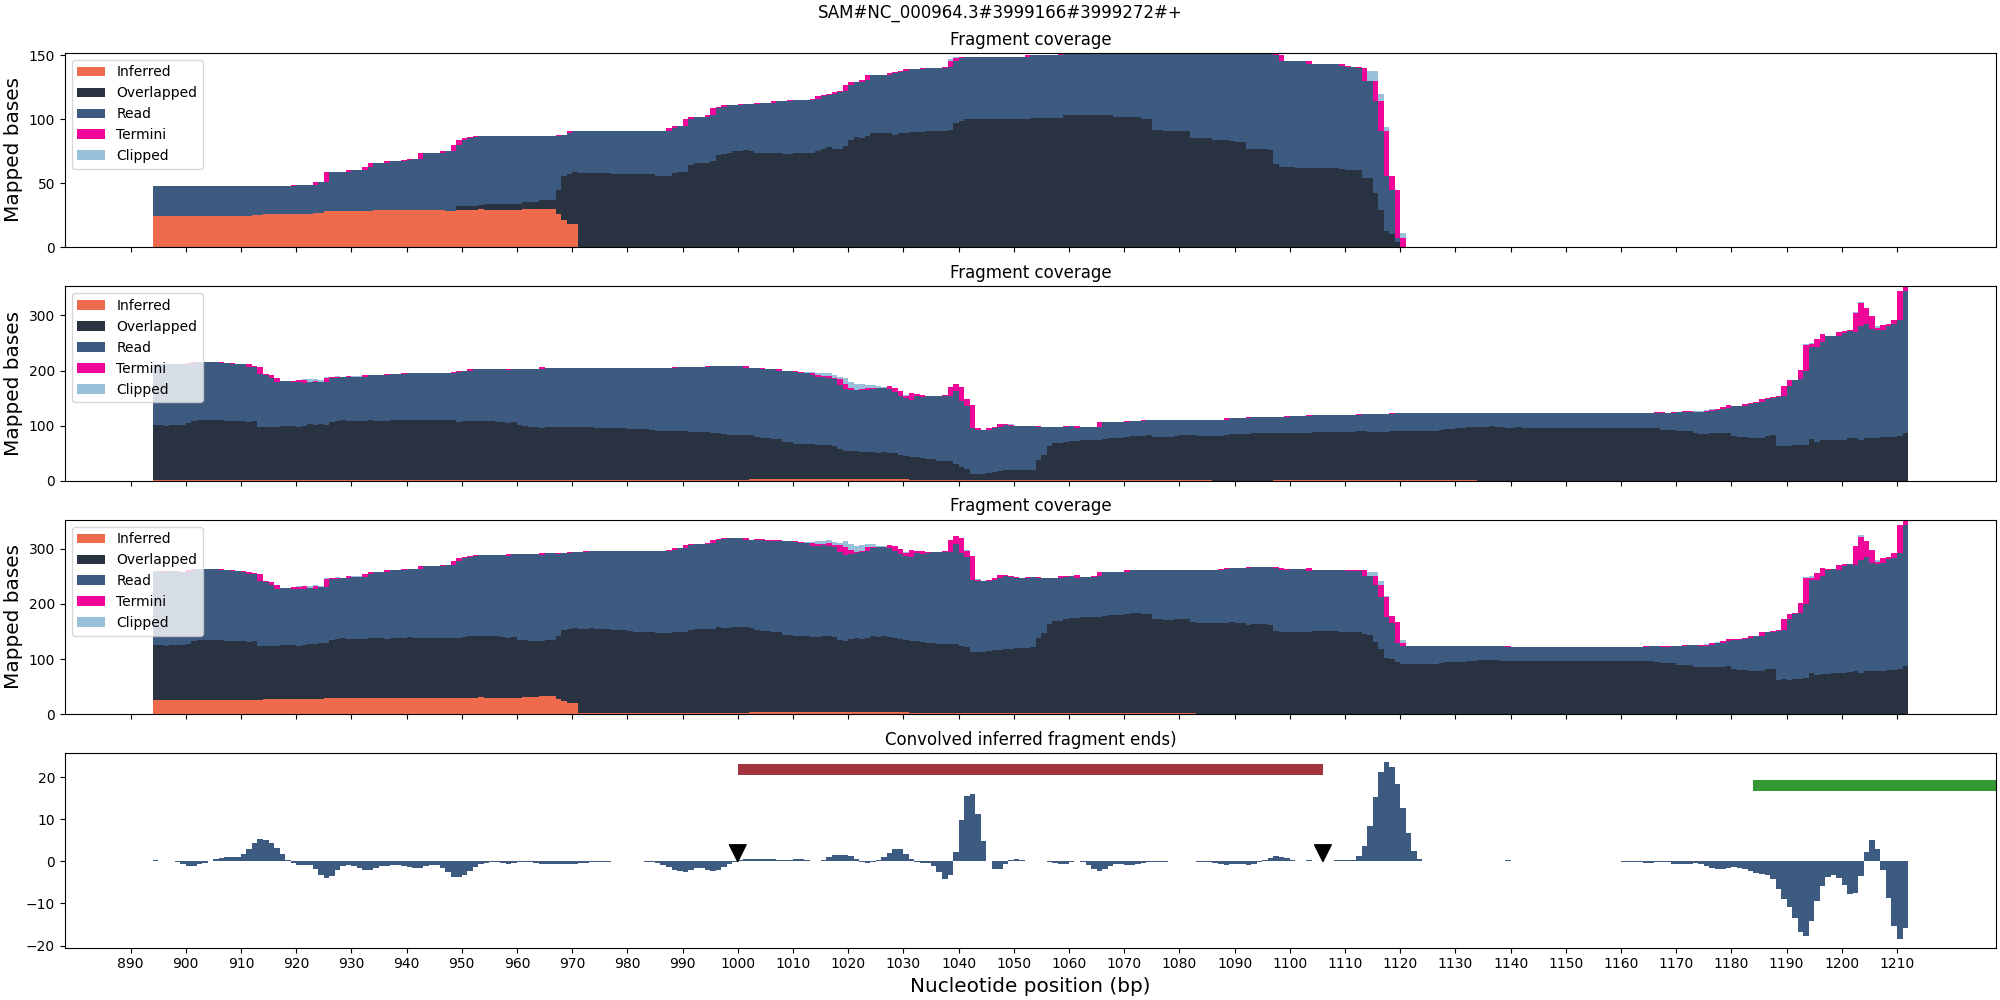 SAM#NC_000964.3#3999166#3999272#+
Fragment coverage
Mapped bases
150
100
50
0
Inferred
Overlapped
Read
Termini
Clipped
Fragment coverage
Mapped bases
300
200
100
0
Inferred
Overlapped
Read
Termini
Clipped
Fragment coverage
Mapped bases
300
200
100
0
Inferred
Overlapped
Read
Termini
Clipped
Convolved inferred fragment ends)
20
10
0
−10
−20
890 900 910 920 930 940 950 960 970 980 990 1000 1010 1020 1030 1040 1050 1060 1070 1080 1090 1100 1110 1120 1130 1140 1150 1160 1170 1180 1190 1200 1210
Nucleotide position (bp)